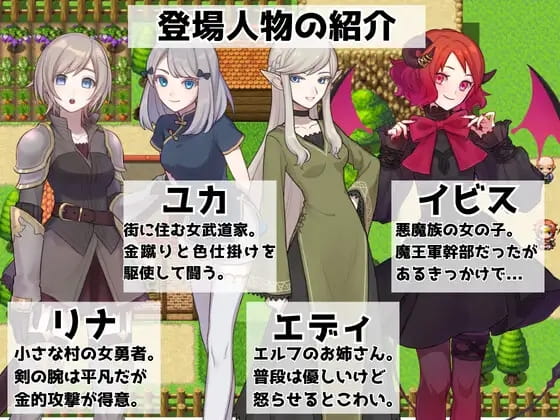 登場人物の紹介
ユカ
街に住む女武道家。
金蹴りと色仕掛けを
駆使して闘う。
イビス
悪魔族の女の子。
魔王軍幹部だったが
あるきっかけで...
リナ
小さな村の女勇者。
剣の腕は平凡だが
金的攻撃が得意。
エディ
エルフのお姉さん。
普段は優しいけど
怒らせるとこわい。